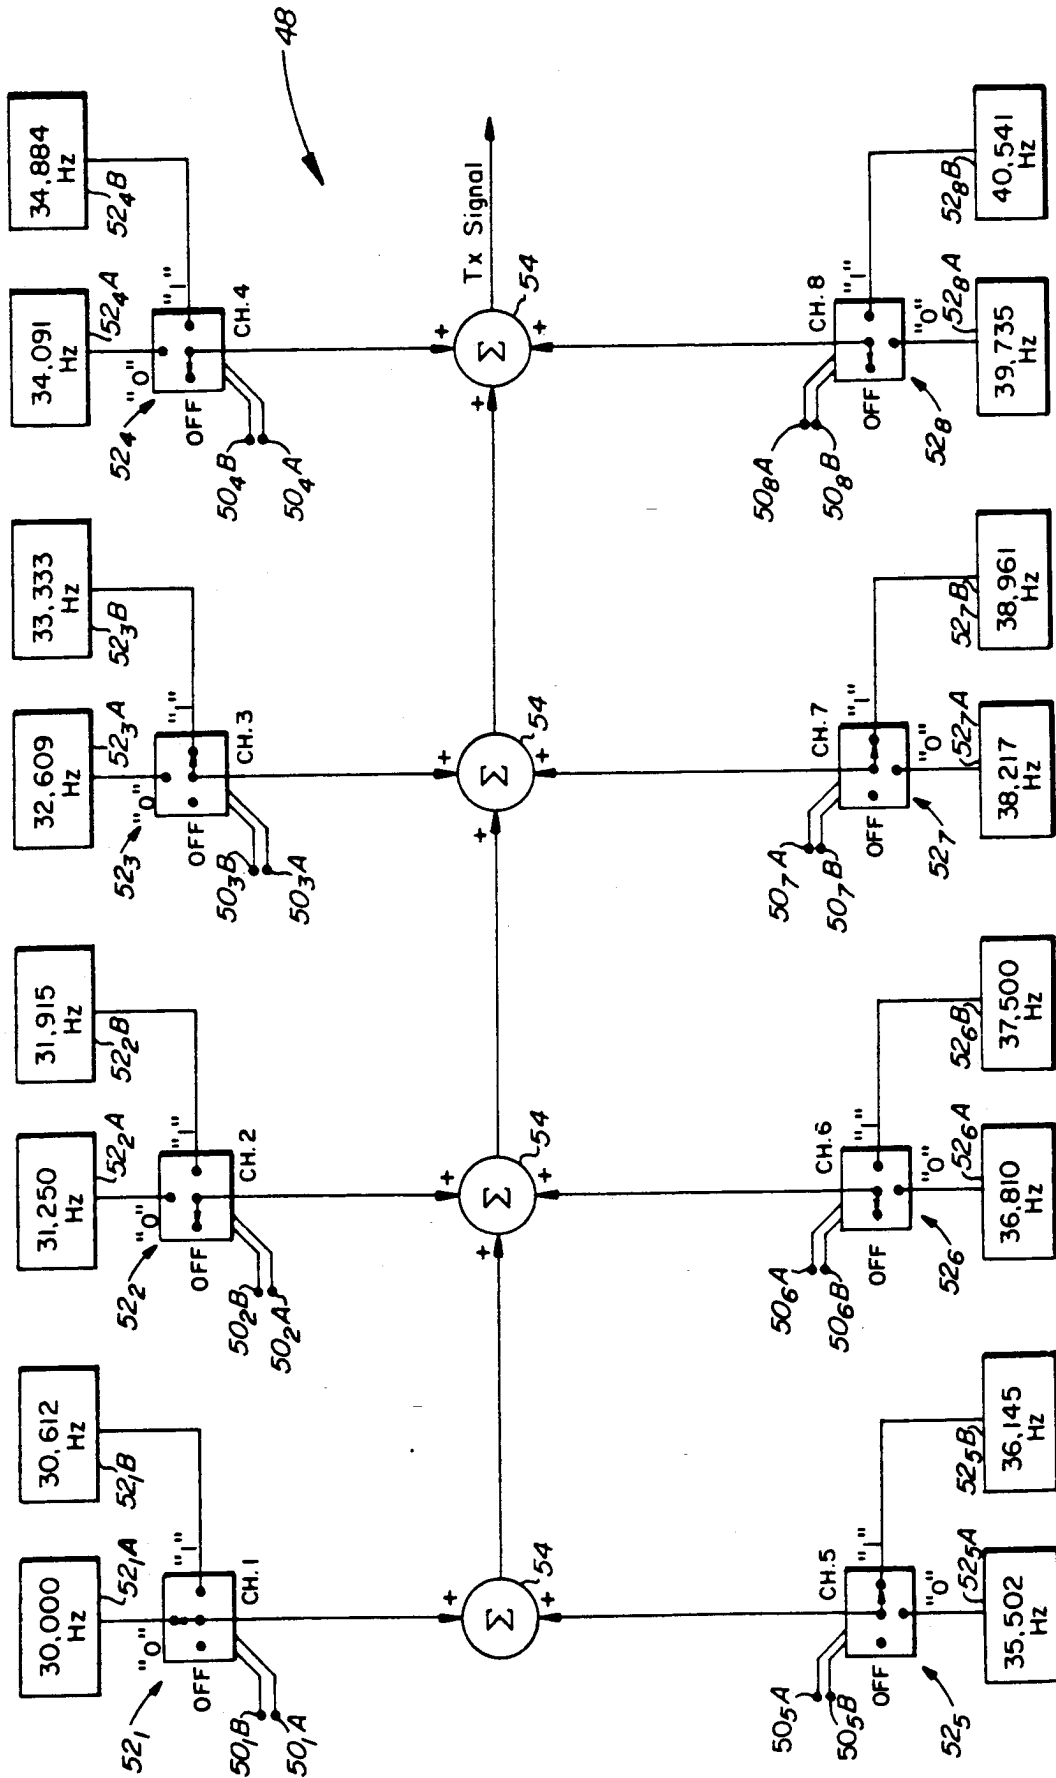 48
30,000
Hz
30,612
Hz
31,250
Hz
31,915
Hz
32,609
Hz
33,333
Hz
34,091
Hz
34,884
Hz
52₁A
52₁B
52₂A
52₂B
52₃A
52₃B
52₄A
52₄B
52₁
"0"
"1"
OFF
CH.1
52₂
"0"
"1"
OFF
CH.2
52₃
"0"
"1"
OFF
CH.3
52₄
"0"
"1"
OFF
CH.4
50₁B
50₁A
50₂B
50₂A
50₃B
50₃A
50₄B
50₄A
+
Σ
+
54
+
+
Σ
+
54
+
+
Σ
+
54
+
+
Σ
+
54
Tx Signal
50₅A
50₅B
50₆A
50₆B
50₇A
50₇B
50₈A
50₈B
CH.5
"1"
OFF
"0"
52₅
CH.6
"1"
OFF
"0"
52₆
CH.7
"1"
OFF
"0"
52₇
CH.8
"1"
OFF
"0"
52₈
52₅A
52₅B
52₆A
52₆B
52₇A
52₇B
52₈A
52₈B
35,502
Hz
36,145
Hz
36,810
Hz
37,500
Hz
38,217
Hz
38,961
Hz
39,735
Hz
40,541
Hz